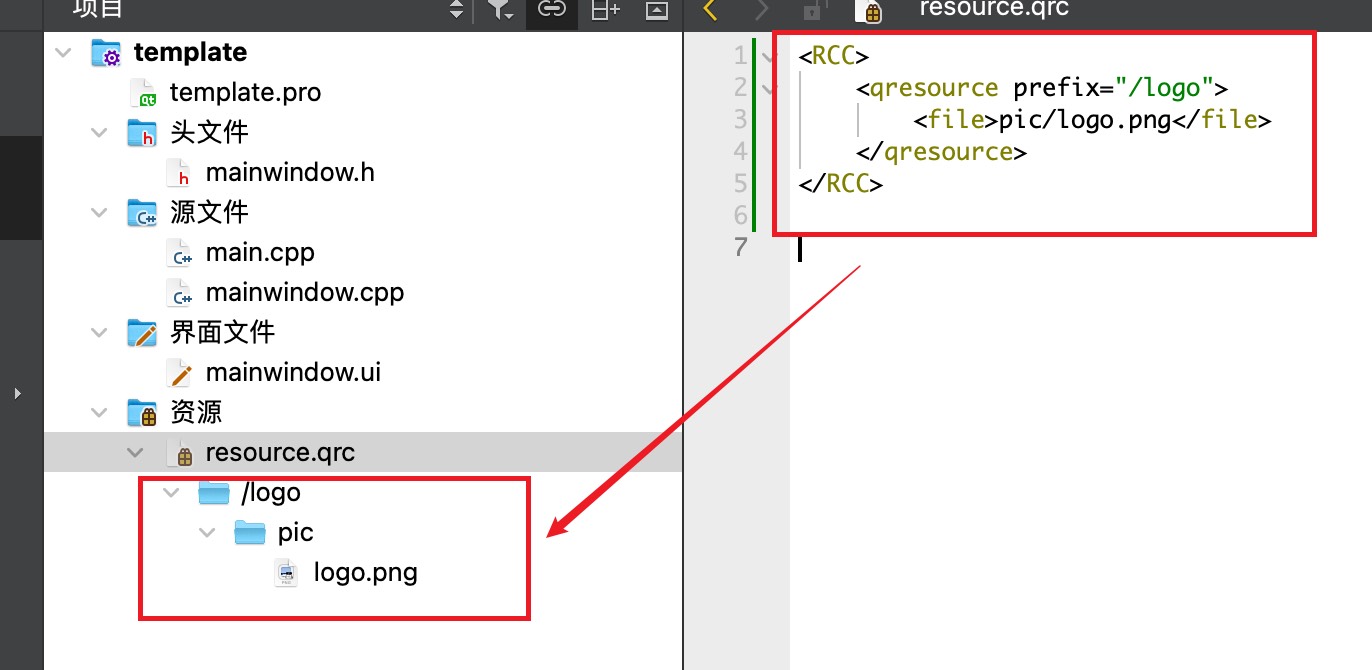 项目
template
template.pro
头文件
mainwindow.h
源文件
main.cpp
mainwindow.cpp
界面文件
mainwindow.ui
资源
resource.qrc
/logo
pic
logo.png
resource.qrc
1 <RCC>
2 <qresource prefix="/logo">
3 <file>pic/logo.png</file>
4 </qresource>
5 </RCC>
6
7